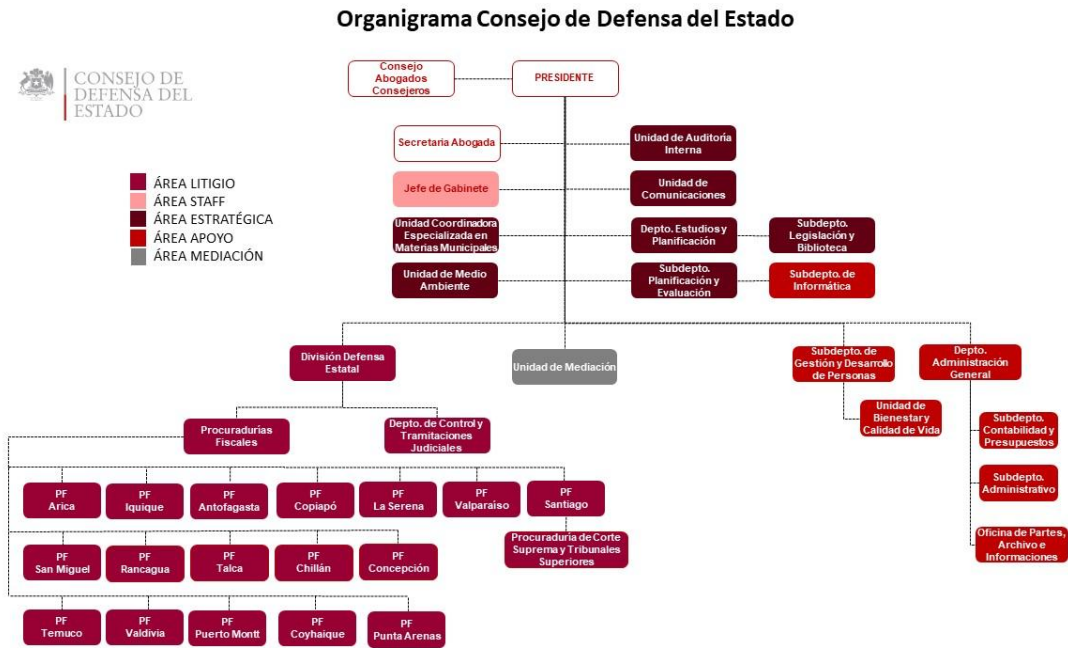 Organigrama Consejo de Defensa del Estado
CONSEJO DE
DEFENSA DEL
ESTADO
Consejo
Abogados
Consejeros
PRESIDENTE
Secretaria Abogada
Unidad de Auditoría
Interna
Jefe de Gabinete
Unidad de
Comunicaciones
ÁREA LITIGIO
ÁREA STAFF
ÁREA ESTRATÉGICA
ÁREA APOYO
ÁREA MEDIACIÓN
Unidad Coordinadora
Especializada en
Materias Municipales
Depto. Estudios y
Planificación
Subdepto.
Legislación y
Biblioteca
Unidad de Medio
Ambiente
Subdepto.
Planificación y
Evaluación
Subdepto. de
Informática
División Defensa
Estatal
Unidad de Mediación
Subdepto. de
Gestión y Desarrollo
de Personas
Depto.
Administración
General
Unidad de
Bienestar y
Calidad de Vida
Procuradurías
Fiscales
Depto. de Control y
Tramitaciones
Judiciales
Subdepto.
Contabilidad y
Presupuestos
Subdepto.
Administrativo
Oficina de Partes,
Archivo e
Informaciones
PF
Arica
PF
Iquique
PF
Antofagasta
PF
Copiapó
PF
La Serena
PF
Valparaíso
PF
Santiago
Procuraduría de Corte
Suprema y Tribunales
Superiores
PF
San Miguel
PF
Rancagua
PF
Talca
PF
Chillán
PF
Concepción
PF
Temuco
PF
Valdivia
PF
Puerto Montt
PF
Coyhaique
PF
Punta Arenas